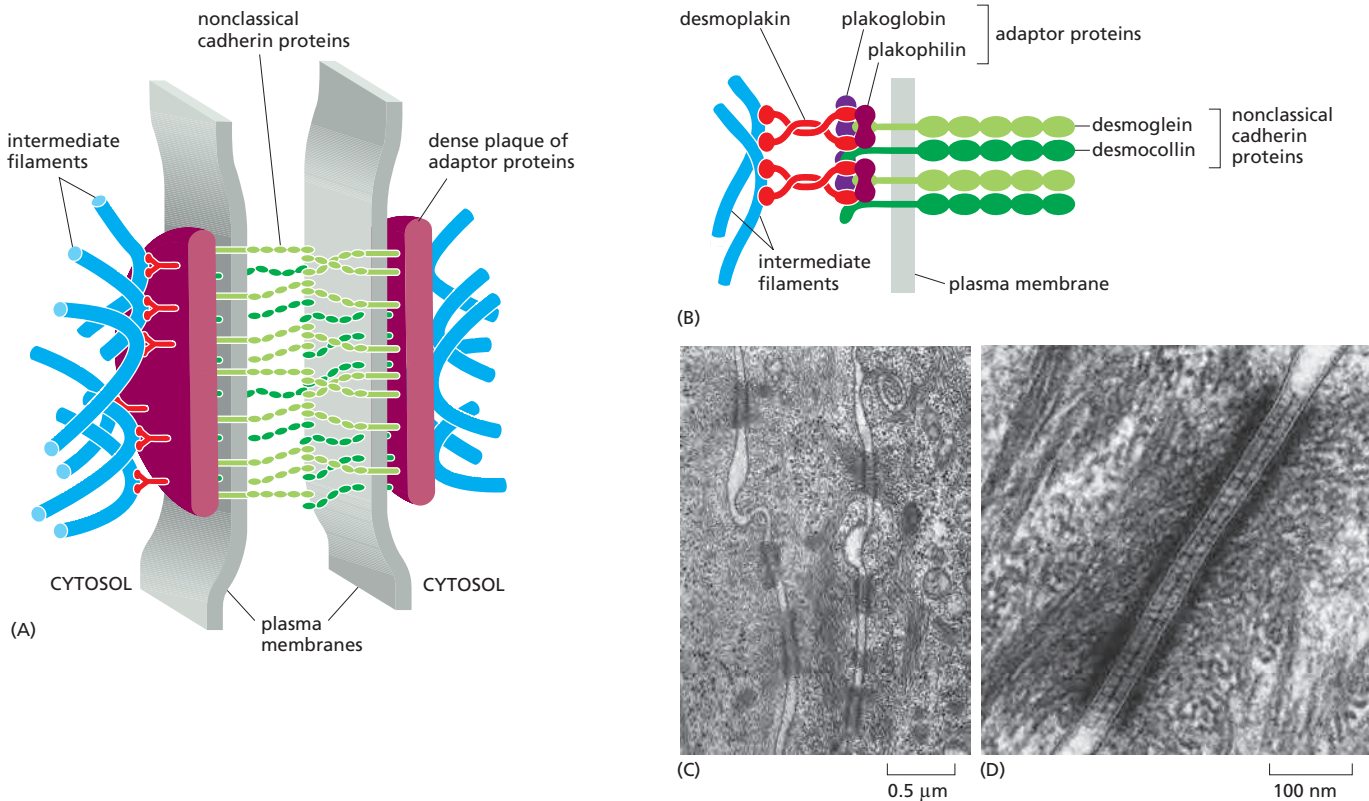 nonclassical
cadherin proteins
intermediate
filaments
dense plaque of
adaptor proteins
CYTOSOL
CYTOSOL
plasma
membranes
(A)
desmoplakin
plakoglobin
plakophilin
adaptor proteins
desmoglein
desmocollin
nonclassical
cadherin
proteins
intermediate
filaments
plasma membrane
(B)
(C)
0.5 µm
(D)
100 nm